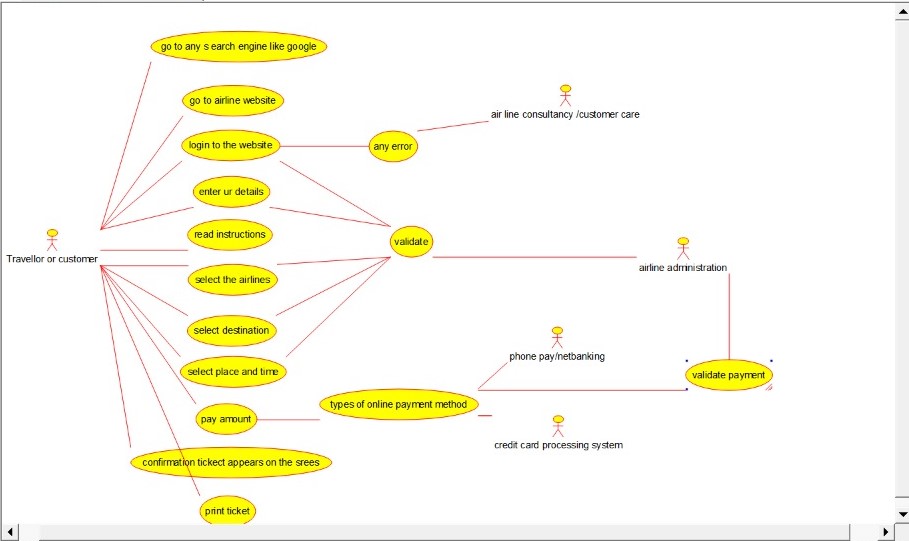 go to any s earch engine like google
go to airline website
air line consultancy /customer care
login to the website
any error
enter ur details
read instructions
validate
Travellor or customer
airline administration
select the airlines
select destination
phone pay/netbanking
select place and time
validate payment
types of online payment method
pay amount
credit card processing system
confirmation tickect appears on the srees
print ticket